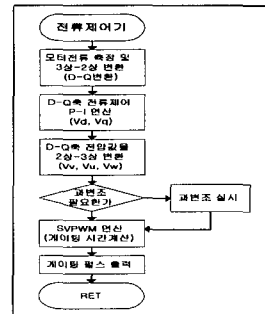 전류제어기
모터전류 측정 및
3상-2상 변환
(D-Q변환)
D-Q축 전류제어
P-I 연산
(Vd, Vq)
D-Q축 전압값을
2상-3상 변환
(Vv, Vu, Vw)
과변조
필요한가
과변조 실시
SVPWM 연산
(게이팅 시간계산)
게이팅 펄스 출력
RET